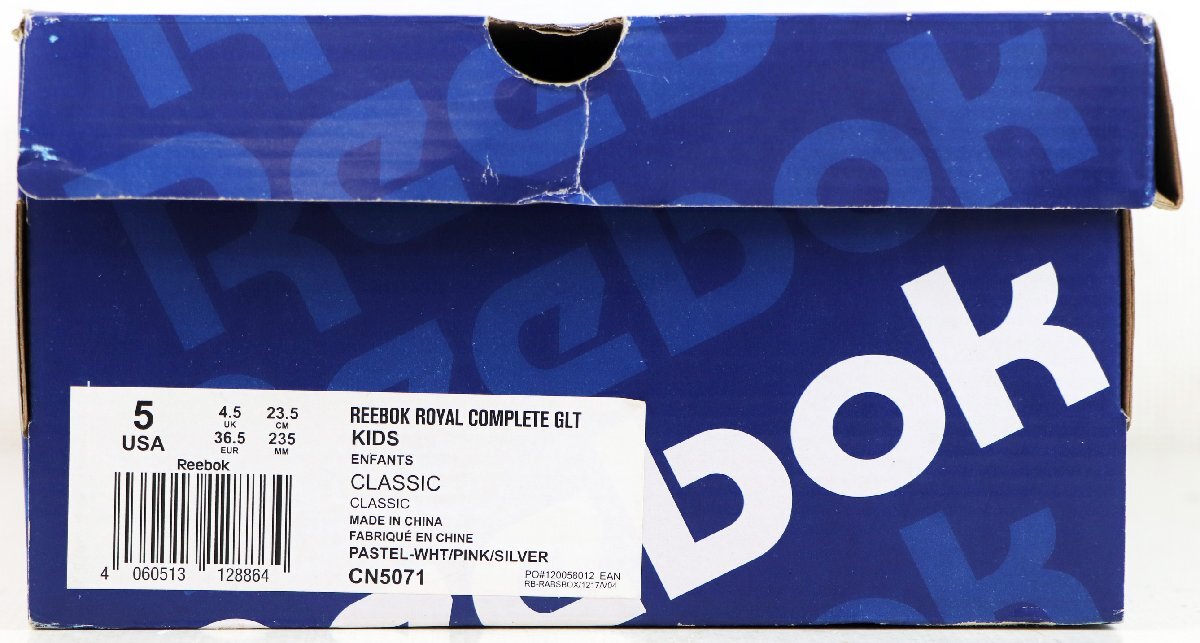 Reebok
Reebok
Reebok
5
USA
4.5
UK
36.5
EUR
23.5
CM
235
MM
Reebok
4 060513 128864
REEBOK ROYAL COMPLETE GLT
KIDS
ENFANTS
CLASSIC
CLASSIC
MADE IN CHINA
FABRIQUÉ EN CHINE
PASTEL-WHT/PINK/SILVER
CN5071
PO#120058012 EAN